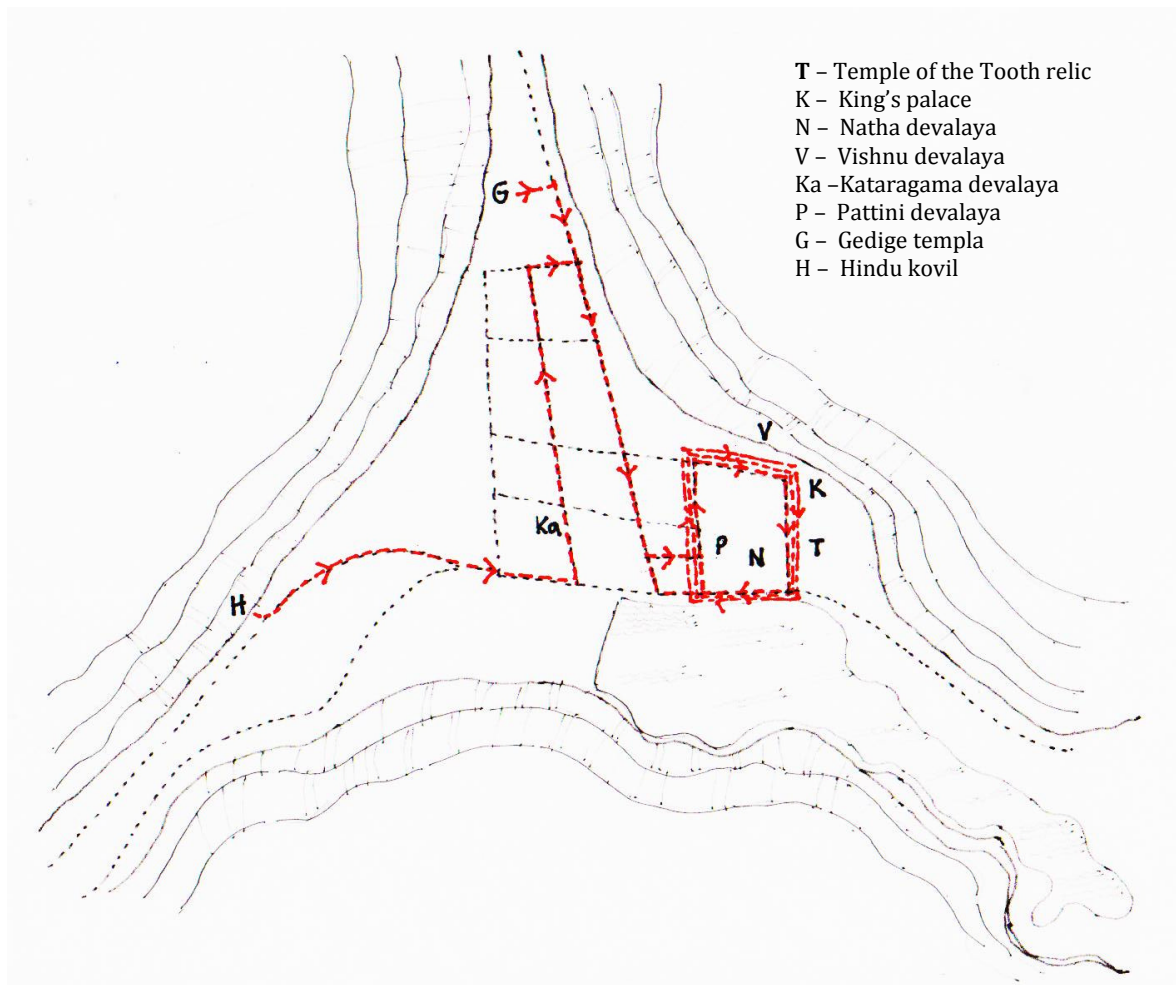 T – Temple of the Tooth relic
K – King's palace
N – Natha devalaya
V – Vishnu devalaya
Ka –Kataragama devalaya
P – Pattini devalaya
G – Gedige templa
H – Hindu kovil
G
V
K
Ka
P
N
T
H